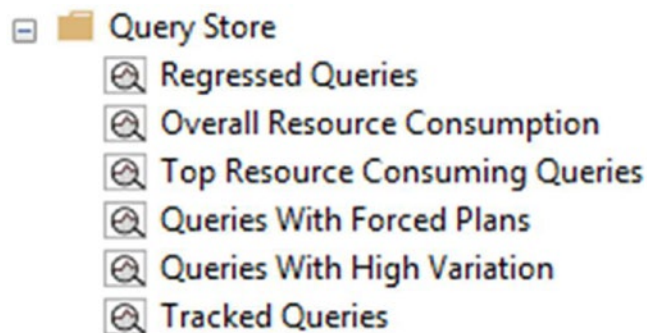 Query Store
Regressed Queries
Overall Resource Consumption
Top Resource Consuming Queries
Queries With Forced Plans
Queries With High Variation
Tracked Queries